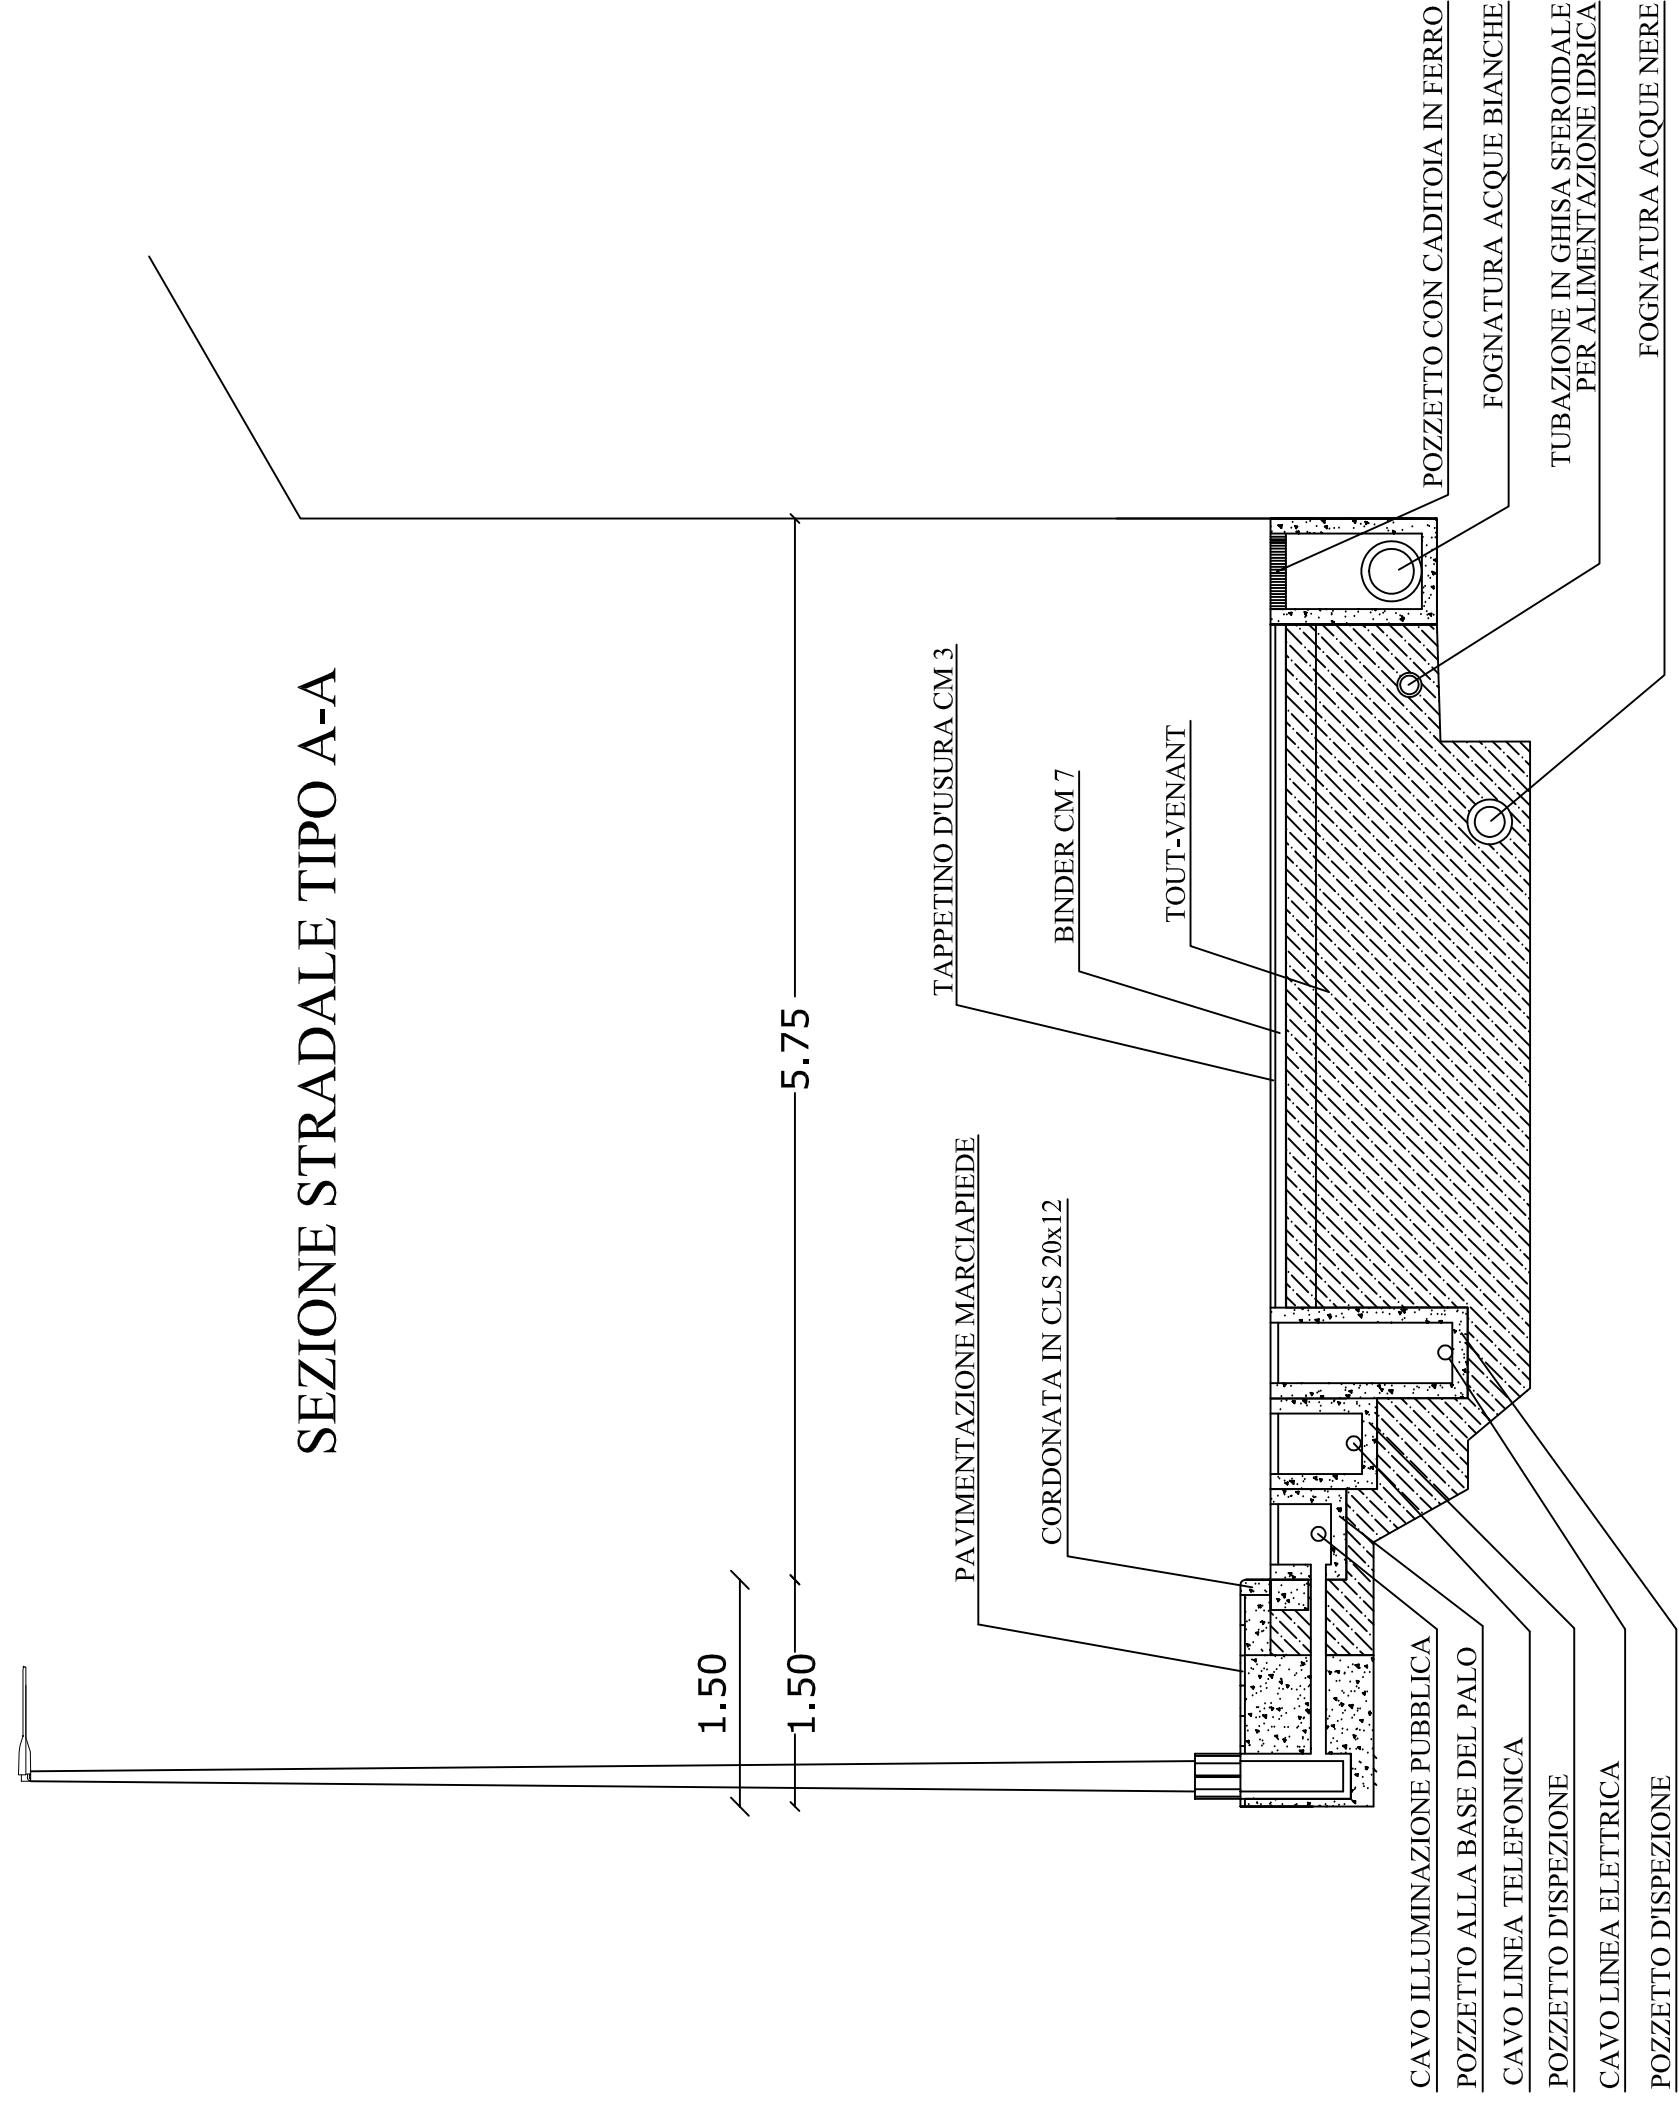 SEZIONE STRADALE TIPO A-A
1.50
1.50
5.75
PAVIMENTAZIONE MARCIAPIEDE
CORDONATA IN CLS 20x12
TAPPETINO D'USURA CM 3
BINDER CM 7
TOUT-VENANT
CAVO ILLUMINAZIONE PUBBLICA
POZZETTO ALLA BASE DEL PALO
CAVO LINEA TELEFONICA
POZZETTO D'ISPEZIONE
CAVO LINEA ELETTRICA
POZZETTO D'ISPEZIONE
POZZETTO CON CADITOIA IN FERRO
FOGNATURA ACQUE BIANCHE
TUBAZIONE IN GHISA SFEROIDALE
PER ALIMENTAZIONE IDRICA
FOGNATURA ACQUE NERE